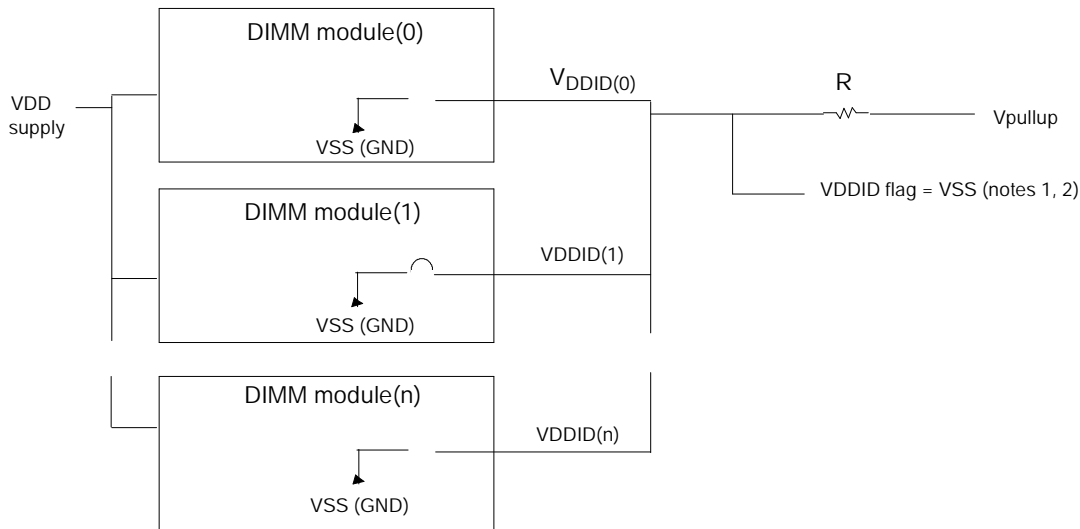 DIMM module(0)
VDDID(0)
R
VDD
supply
VSS (GND)
Vpullup
VDDID flag = VSS (notes 1, 2)
DIMM module(1)
VDDID(1)
VSS (GND)
DIMM module(n)
VDDID(n)
VSS (GND)